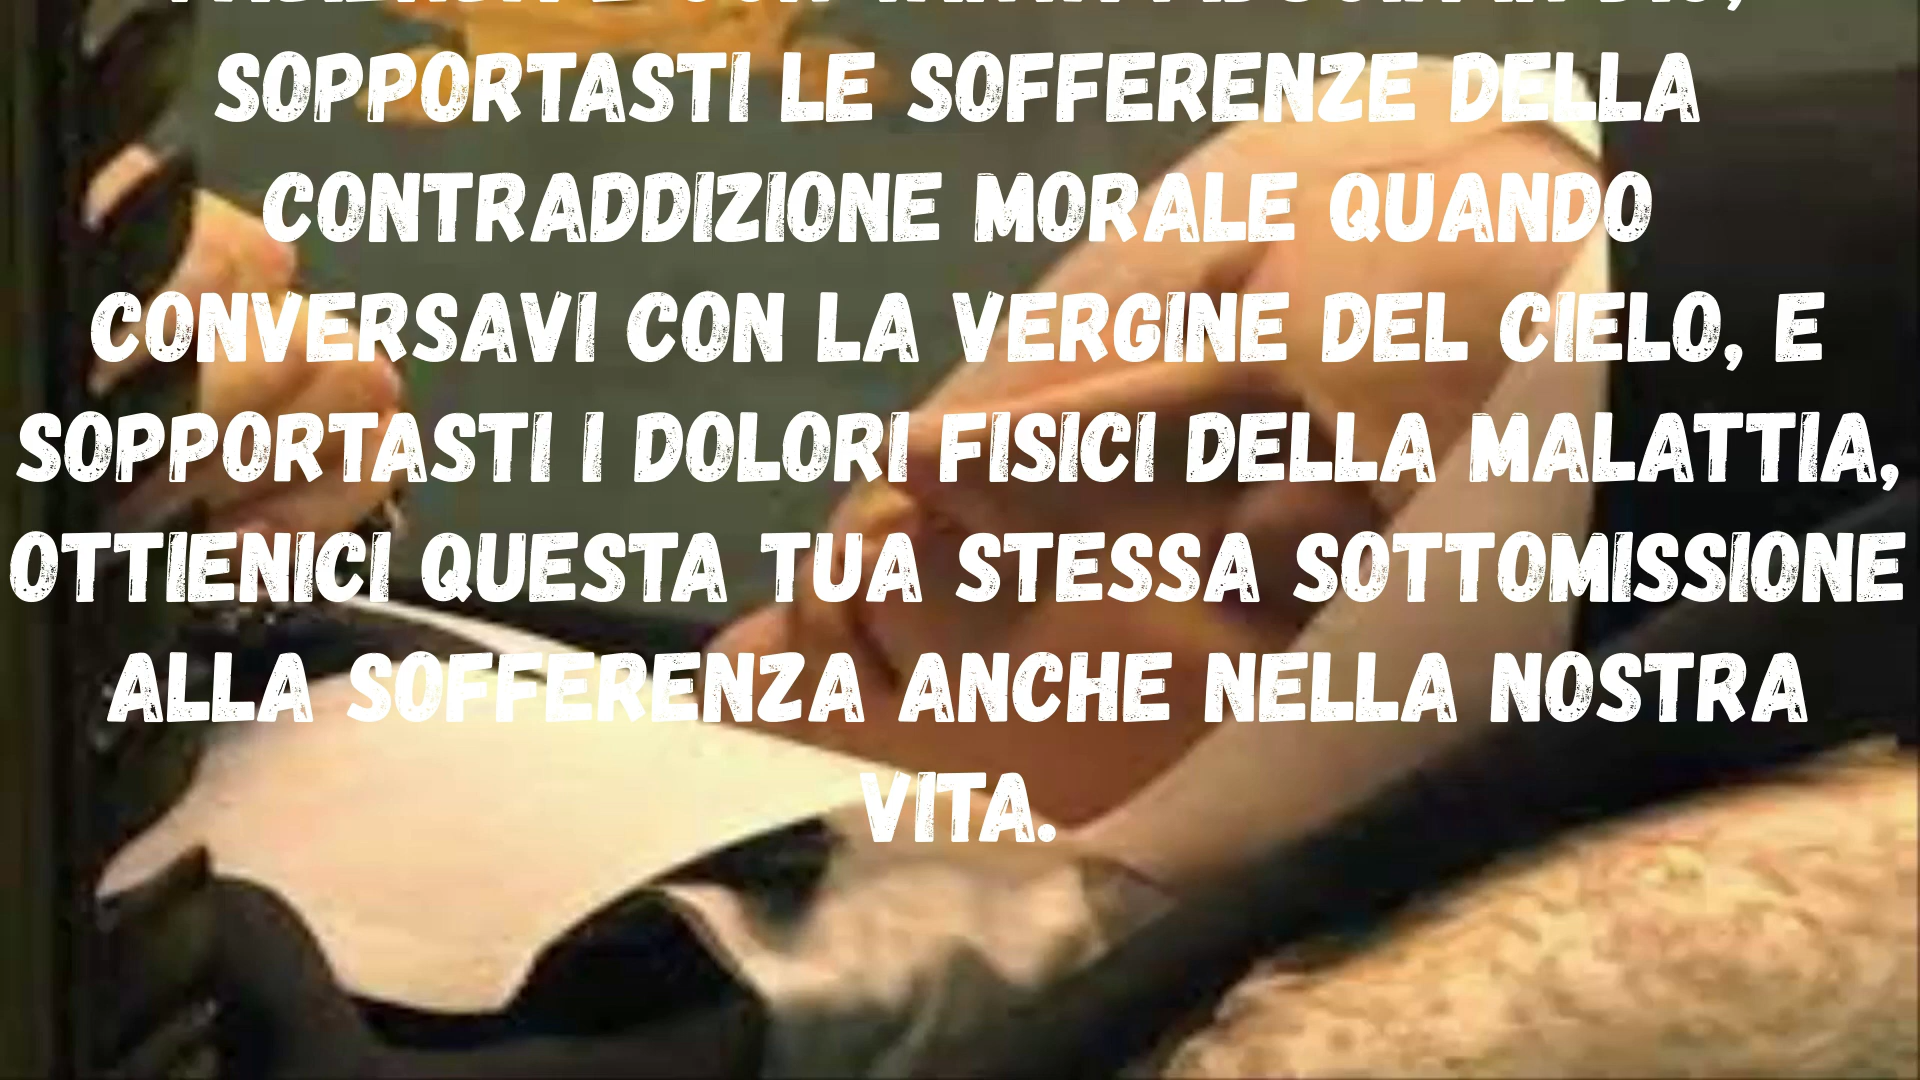 SOPPORTASTI LE SOFFERENZE DELLA
CONTRADDIZIONE MORALE QUANDO
CONVERSAVI CON LA VERGINE DEL CIELO, E
SOPPORTASTI I DOLORI FISICI DELLA MALATTIA,
OTTIENICI QUESTA TUA STESSA SOTTOMISSIONE
ALLA SOFFERENZA ANCHE NELLA NOSTRA
VITA.